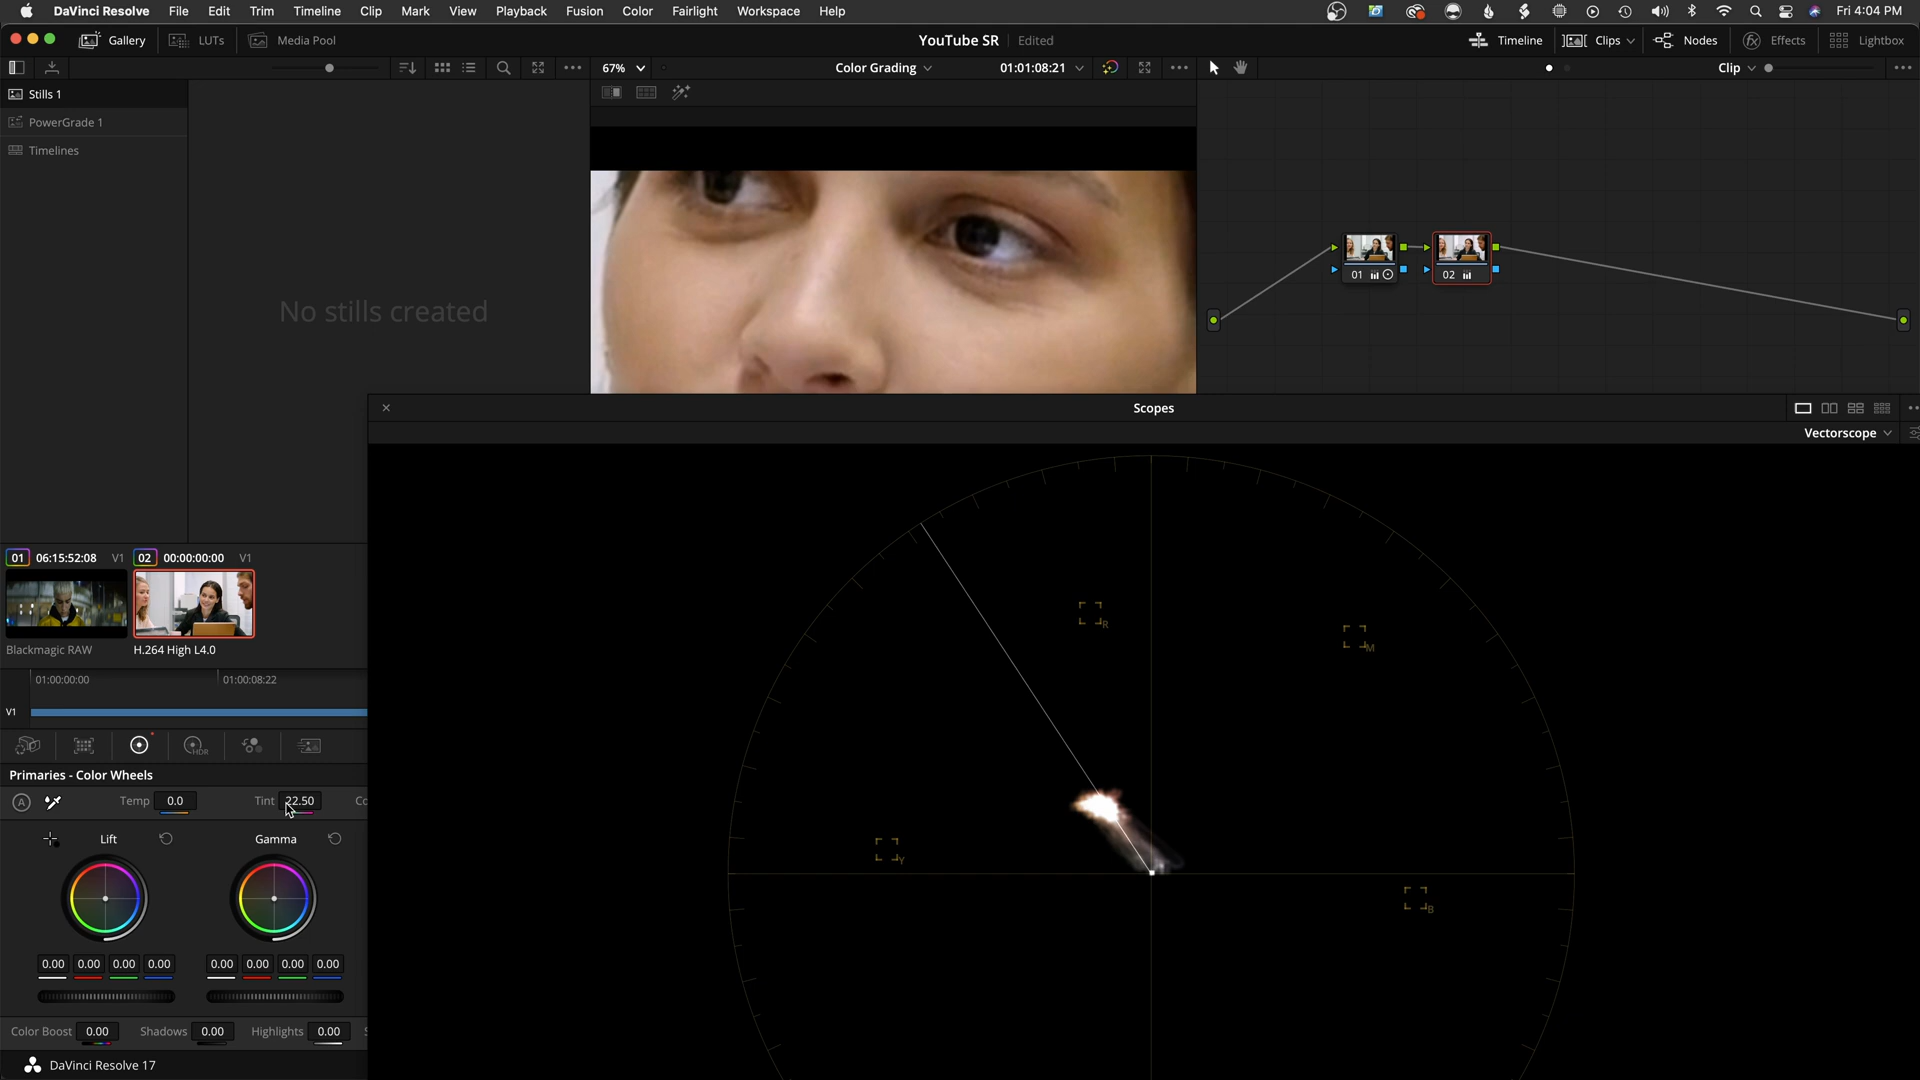 DaVinci Resolve File Edit Trim Timeline Clip Mark View Playback Fusion Color Fairlight Workspace Help Fri 4:04 PM
Gallery LUTs Media Pool YouTube SR Edited Timeline Clips Nodes Effects Lightbox
67% Color Grading 01:01:08:21 Clip
Stills 1
PowerGrade 1
Timelines
No stills created
01 02
Scopes
Vectorscope
R
M
Y
B
01 06:15:52:08 V1 02 00:00:00:00 V1
Blackmagic RAW H.264 High L4.0
01:00:00:00 01:00:08:22
V1
HDR
Primaries - Color Wheels
A Temp 0.0 Tint 22.50 Co
Lift Gamma
0.00 0.00 0.00 0.00 0.00 0.00 0.00 0.00
Color Boost 0.00 Shadows 0.00 Highlights 0.00
DaVinci Resolve 17